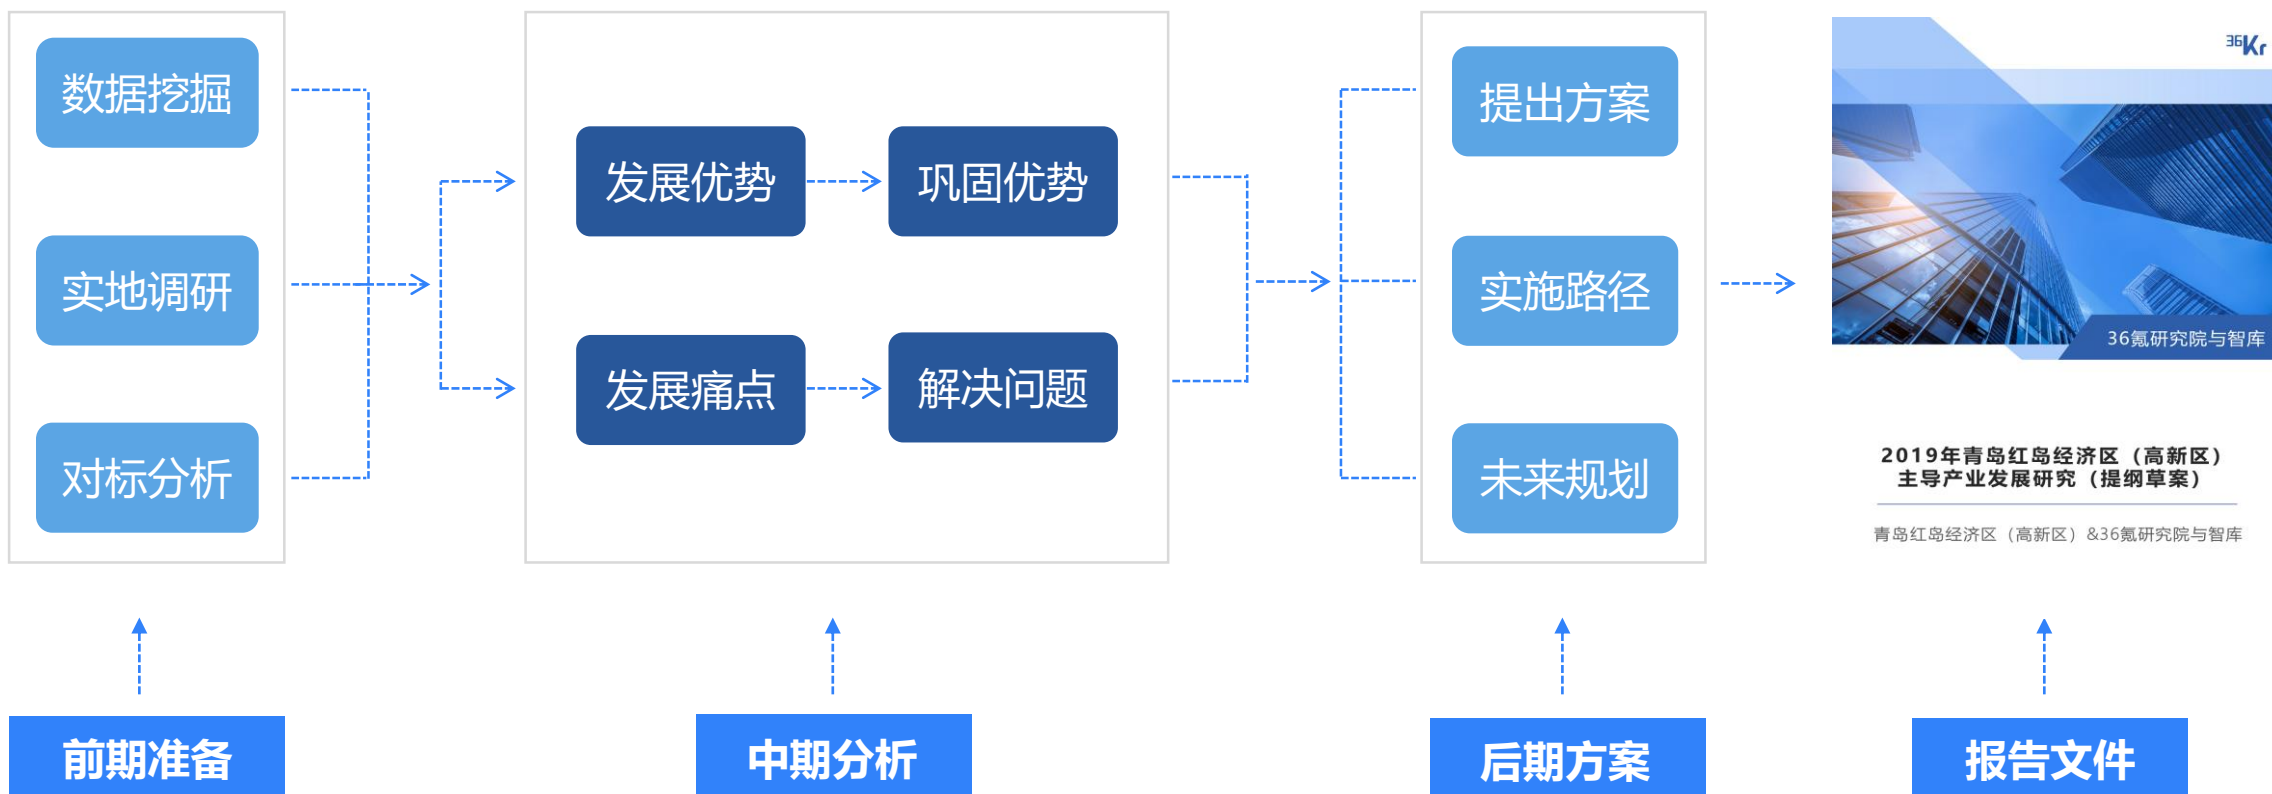 数据挖掘
实地调研
对标分析
发展优势
巩固优势
发展痛点
解决问题
提出方案
实施路径
未来规划
36Kr
36氪研究院与智库
2019年青岛红岛经济区（高新区）
主导产业发展研究（提纲草案）
青岛红岛经济区（高新区）&36氪研究院与智库
前期准备
中期分析
后期方案
报告文件